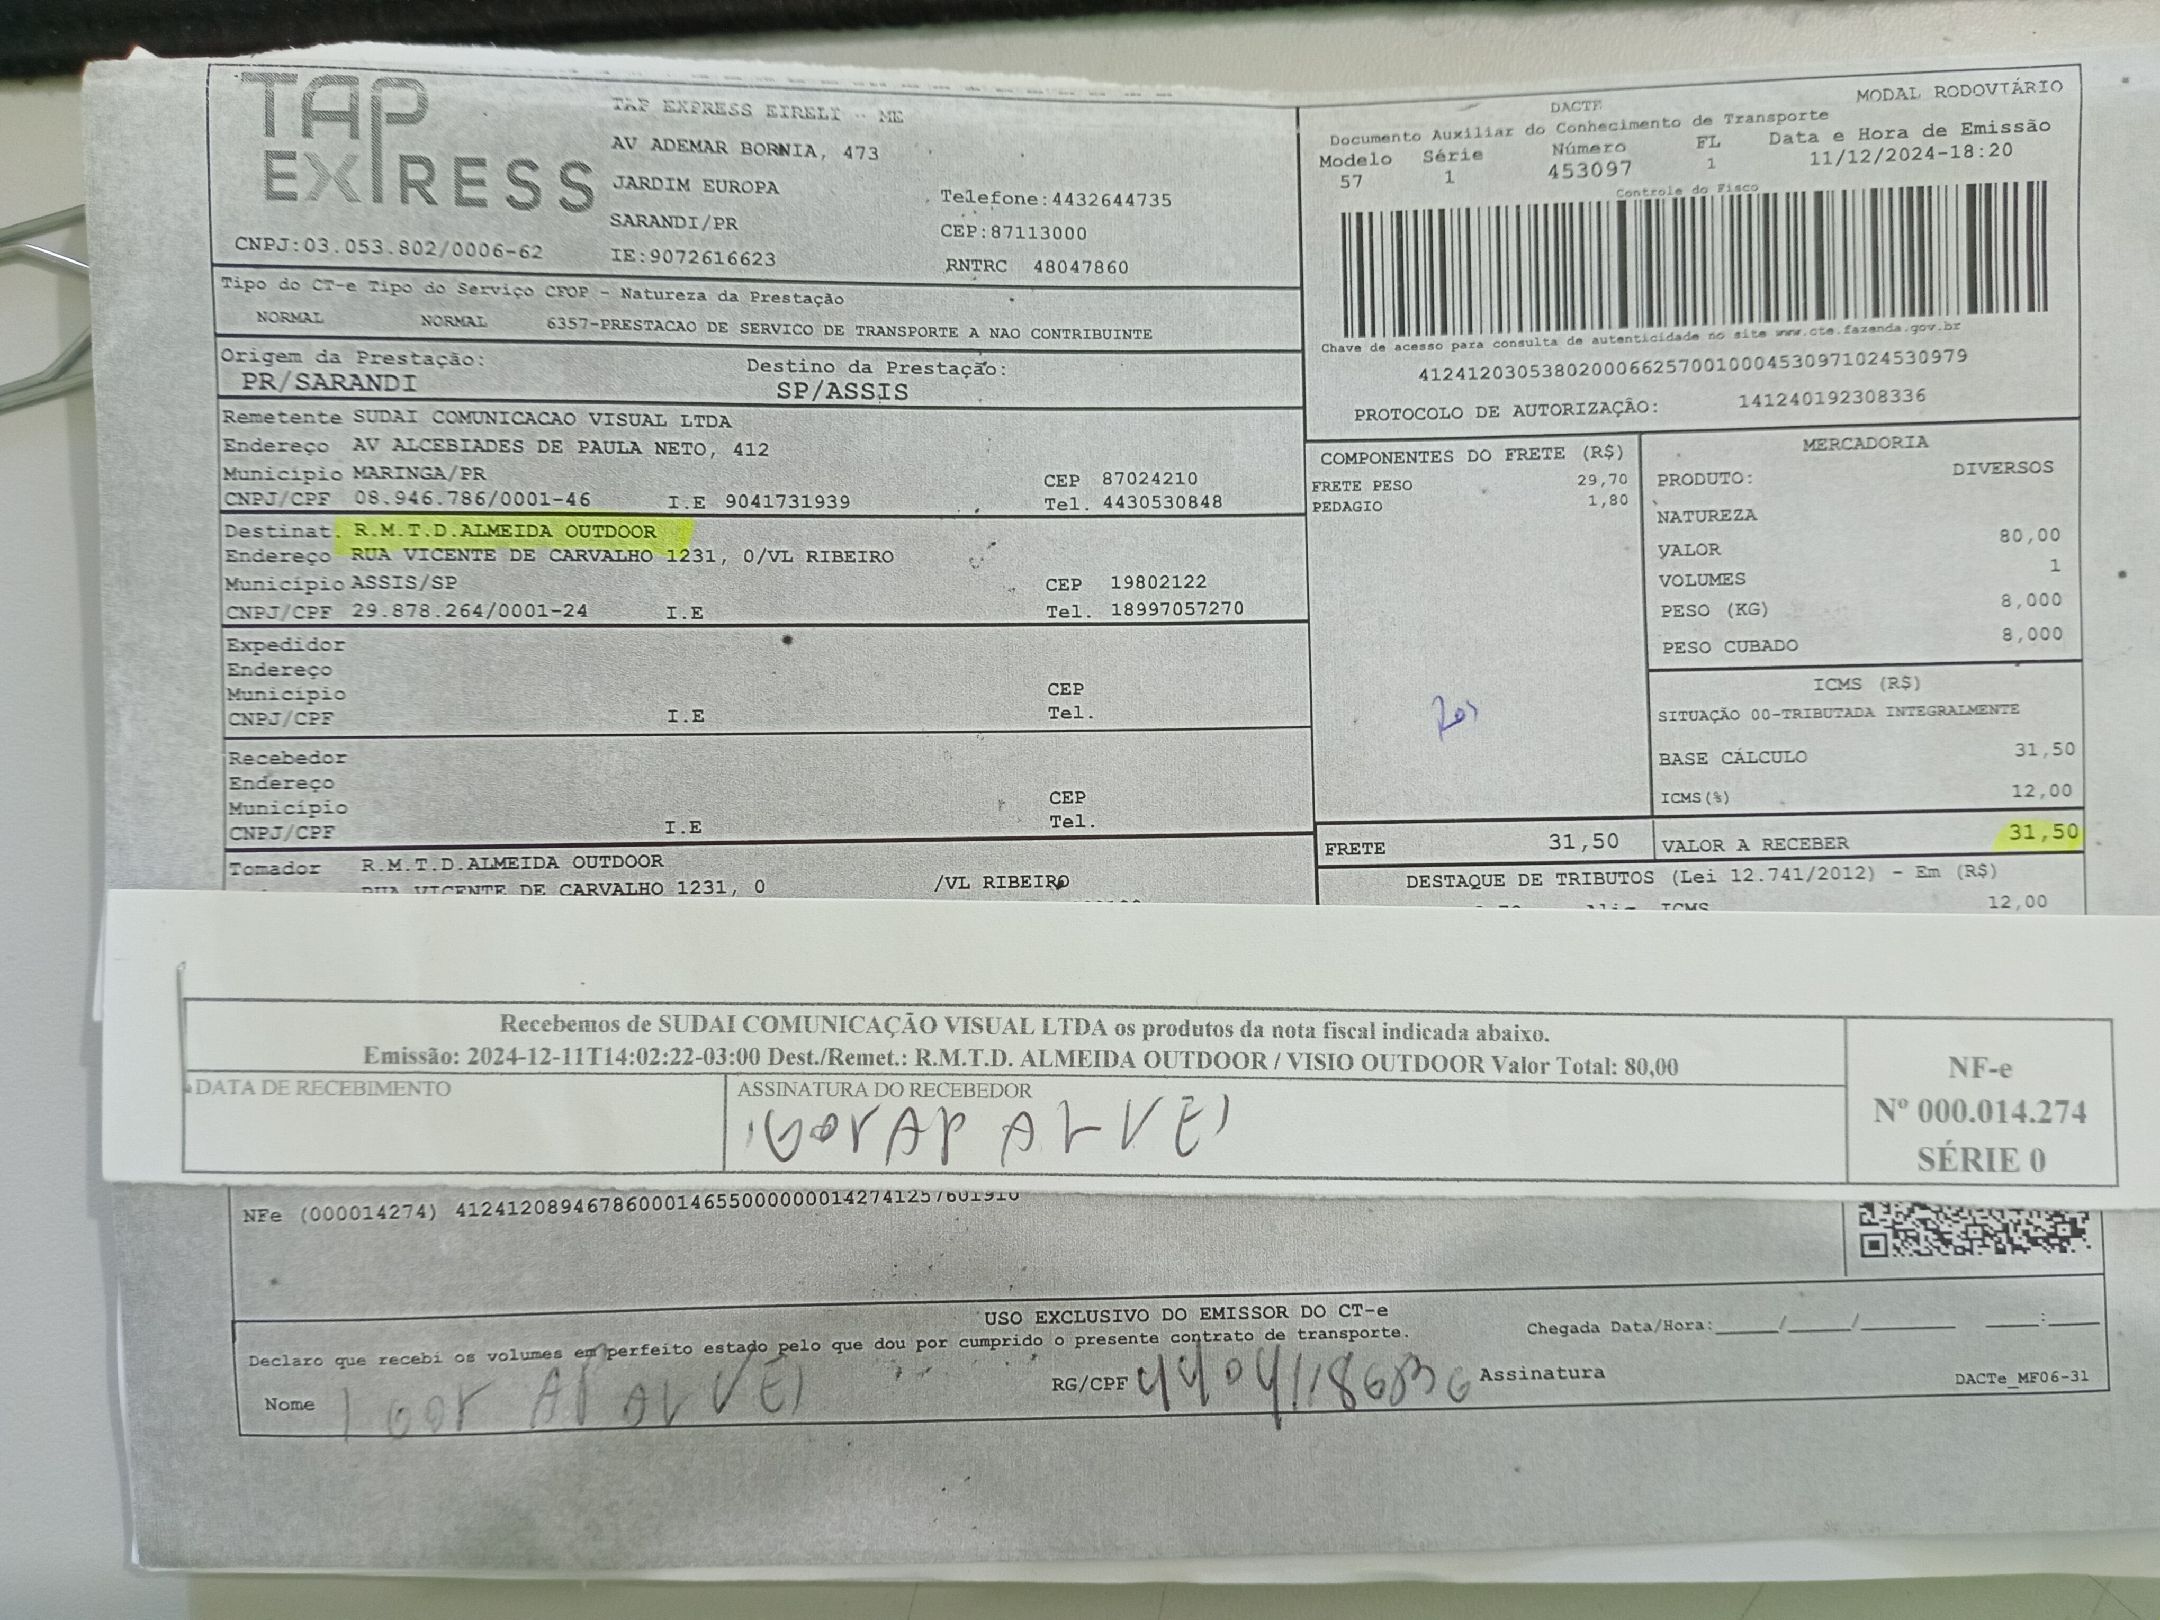 TAP
EXPRESS
TAP EXPRESS EIRELI - ME
AV ADEMAR BORNIA, 473
JARDIM EUROPA
Telefone:4432644735
SARANDI/PR
CEP:87113000
CNPJ:03.053.802/0006-62
IE:9072616623
RNTRC 48047860
DACTE
MODAL RODOVIÁRIO
Documento Auxiliar do Conhecimento de Transporte
Modelo Série Número FL Data e Hora de Emissão
57 1 453097 1 11/12/2024-18:20
Controle do Fisco
Chave de acesso para consulta de autenticidade no site www.cte.fazenda.gov.br
41241203053802000662570010004530971024530979
PROTOCOLO DE AUTORIZAÇÃO: 141240192308336
Tipo do CT-e Tipo do Serviço CFOP - Natureza da Prestação
NORMAL NORMAL 6357-PRESTACAO DE SERVICO DE TRANSPORTE A NAO CONTRIBUINTE
Origem da Prestação: Destino da Prestação:
PR/SARANDI SP/ASSIS
Remetente SUDAI COMUNICACAO VISUAL LTDA
Endereço AV ALCEBIADES DE PAULA NETO, 412
Município MARINGA/PR CEP 87024210
CNPJ/CPF 08.946.786/0001-46 I.E 9041731939 Tel. 4430530848
Destinat. R.M.T.D.ALMEIDA OUTDOOR
Endereço RUA VICENTE DE CARVALHO 1231, 0/VL RIBEIRO
Município ASSIS/SP CEP 19802122
CNPJ/CPF 29.878.264/0001-24 I.E Tel. 18997057270
Expedidor
Endereço
Município CEP
CNPJ/CPF I.E Tel.
Recebedor
Endereço
Município CEP
CNPJ/CPF I.E Tel.
Tomador R.M.T.D.ALMEIDA OUTDOOR
RUA VICENTE DE CARVALHO 1231, 0 /VL RIBEIRO
COMPONENTES DO FRETE (R$)
FRETE PESO 29,70
PEDAGIO 1,80
MERCADORIA
PRODUTO: DIVERSOS
NATUREZA
VALOR 80,00
VOLUMES 1
PESO (KG) 8,000
PESO CUBADO 8,000
ICMS (R$)
SITUAÇÃO 00-TRIBUTADA INTEGRALMENTE
BASE CÁLCULO 31,50
ICMS(%) 12,00
FRETE 31,50 VALOR A RECEBER 31,50
DESTAQUE DE TRIBUTOS (Lei 12.741/2012) - Em (R$)
ICMS 12,00
Recebemos de SUDAI COMUNICAÇÃO VISUAL LTDA os produtos da nota fiscal indicada abaixo.
Emissão: 2024-12-11T14:02:22-03:00 Dest./Remet.: R.M.T.D. ALMEIDA OUTDOOR / VISIO OUTDOOR Valor Total: 80,00
DATA DE RECEBIMENTO
ASSINATURA DO RECEBEDOR
NF-e
Nº 000.014.274
SÉRIE 0
NFe (000014274) 41241208946786000146550000000142741257601910
USO EXCLUSIVO DO EMISSOR DO CT-e
Declaro que recebi os volumes em perfeito estado pelo que dou por cumprido o presente contrato de transporte.
Chegada Data/Hora:_____/_____/________ ____:____
Nome
RG/CPF
Assinatura
DACTe_MF06-31